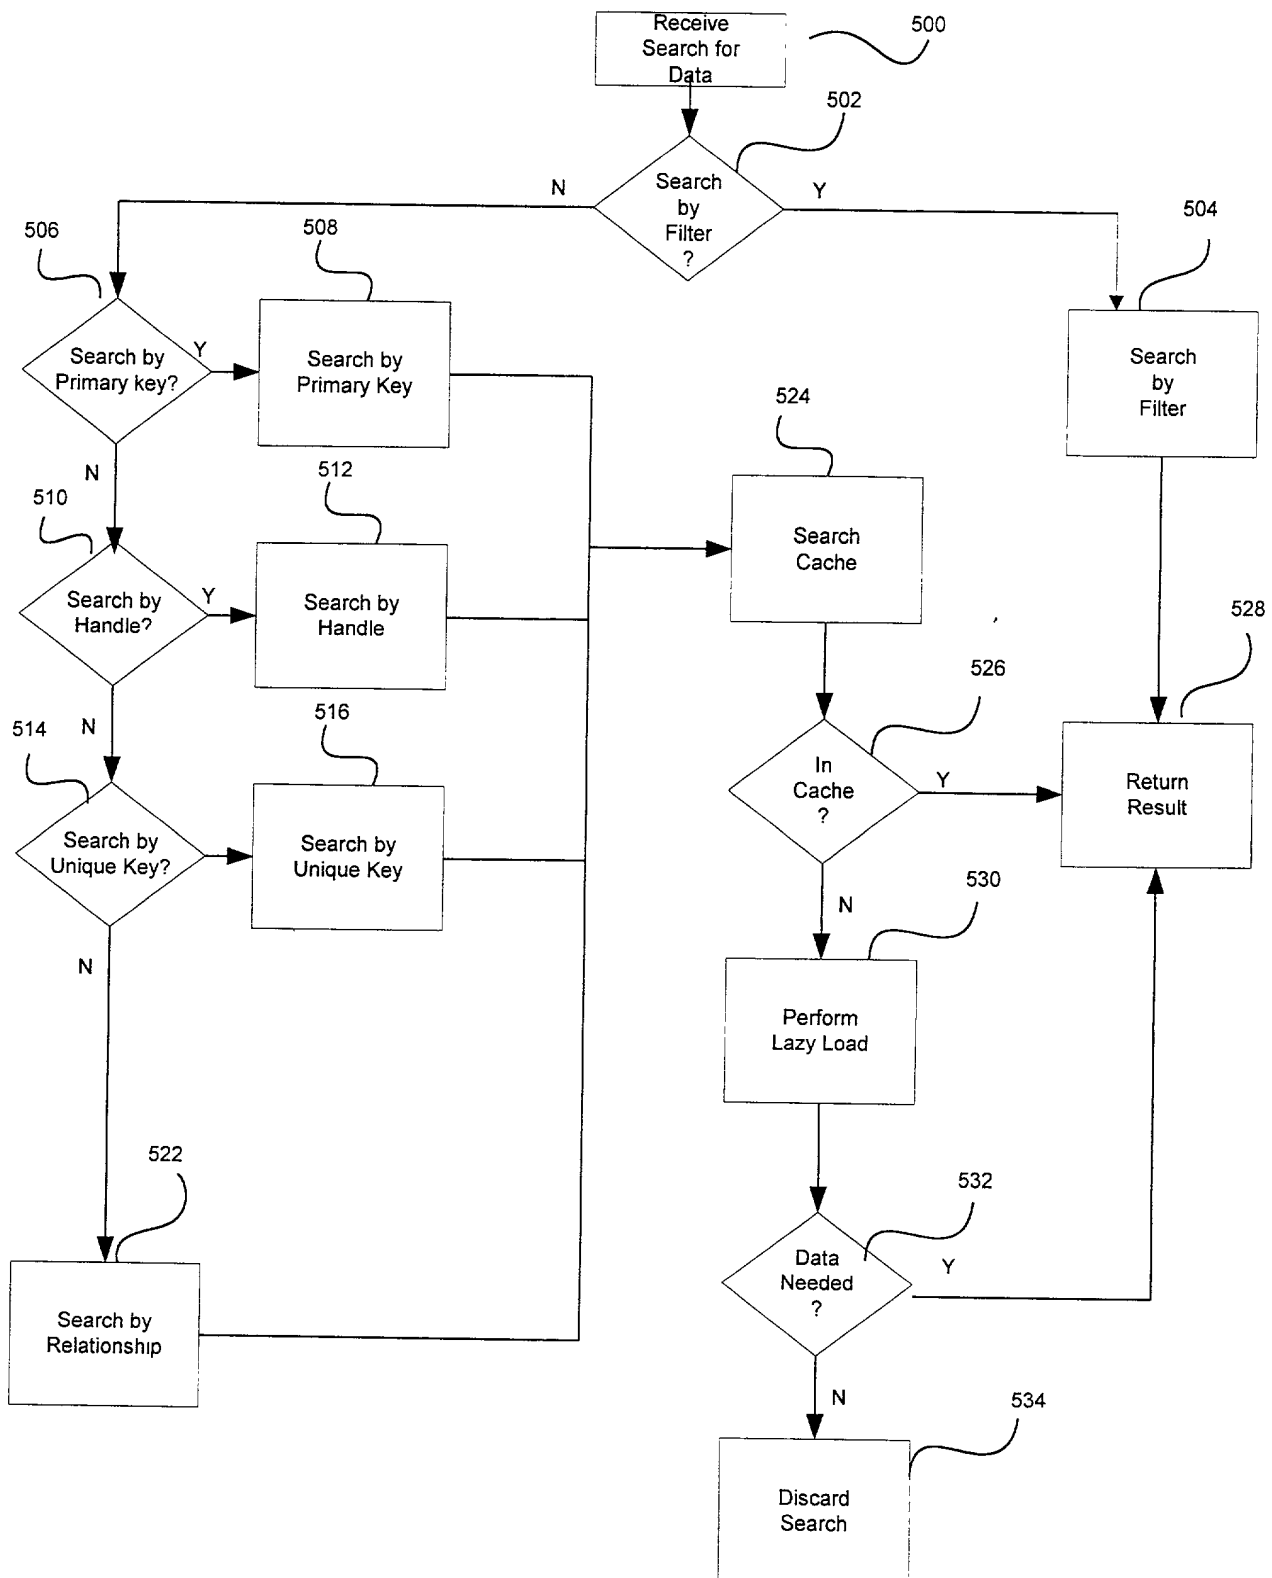 Receive
Search for
Data
500
502
Search
by
Filter
?
N
Y
504
506
508
Search by
Primary key?
Y
Search by
Primary Key
Search
by
Filter
N
524
510
512
Search
Cache
Search by
Handle?
Y
Search by
Handle
528
526
N
514
516
In
Cache
?
Y
Return
Result
Search by
Unique Key?
Search by
Unique Key
530
N
N
Perform
Lazy Load
522
532
Data
Needed
?
Y
Search by
Relationship
N
534
Discard
Search